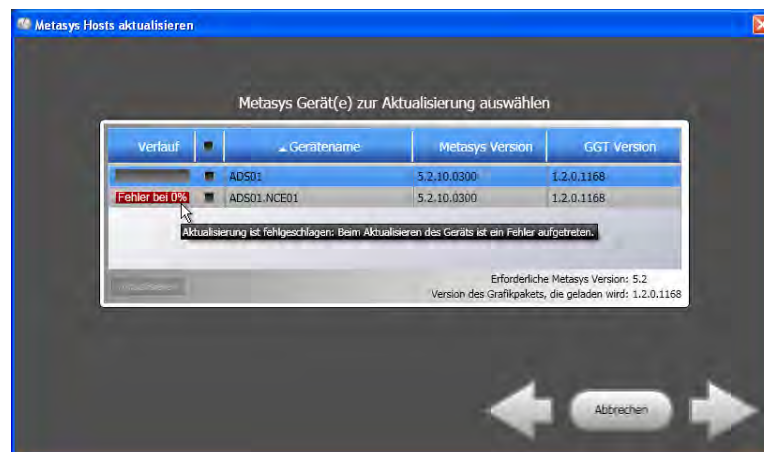 Metasys Hosts aktualisieren
Metasys Gerät(e) zur Aktualisierung auswählen
Verlauf Gerätename Metasys Version GGT Version
ADS01 5.2.10.0300 1.2.0.1168
Fehler bei 0% ADS01.NCE01 5.2.10.0300 1.2.0.1168
Aktualisierung ist fehlgeschlagen: Beim Aktualisieren des Geräts ist ein Fehler aufgetreten.
Erforderliche Metasys Version: 5.2
Version des Grafikpakets, die geladen wird: 1.2.0.1168
Abbrechen